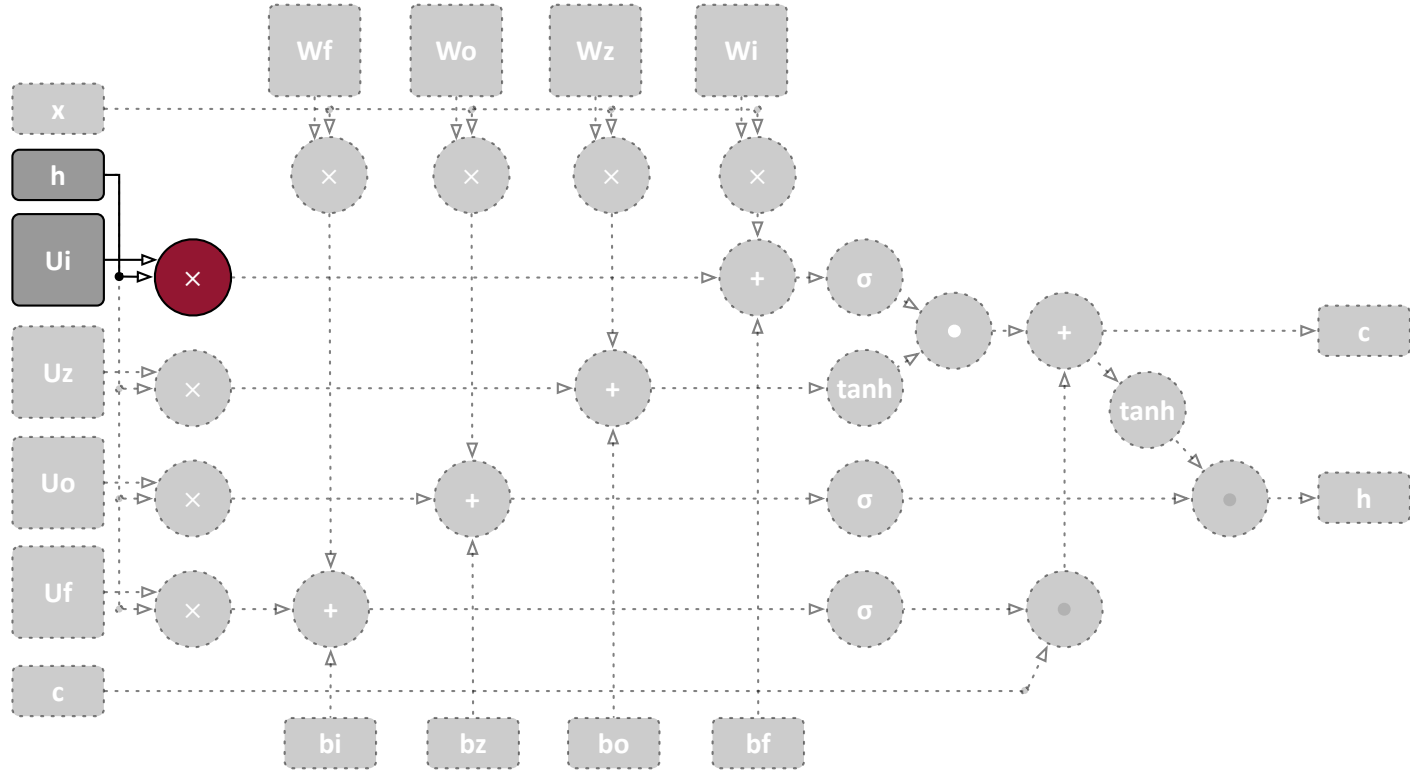 Wf Wo Wz Wi
x
h
× × × ×
Ui
× + σ
+ c
Uz
× + tanh
tanh
Uo
× + σ h
Uf
× + σ
c
bi bz bo bf